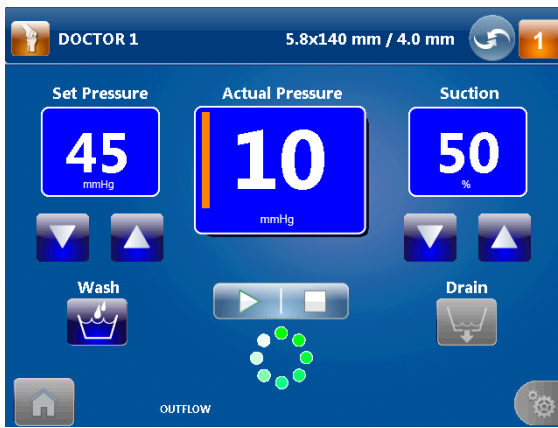 DOCTOR 1 5.8x140 mm / 4.0 mm 1
Set Pressure Actual Pressure Suction
45 10 50
mmHg mmHg %
Wash Drain
OUTFLOW